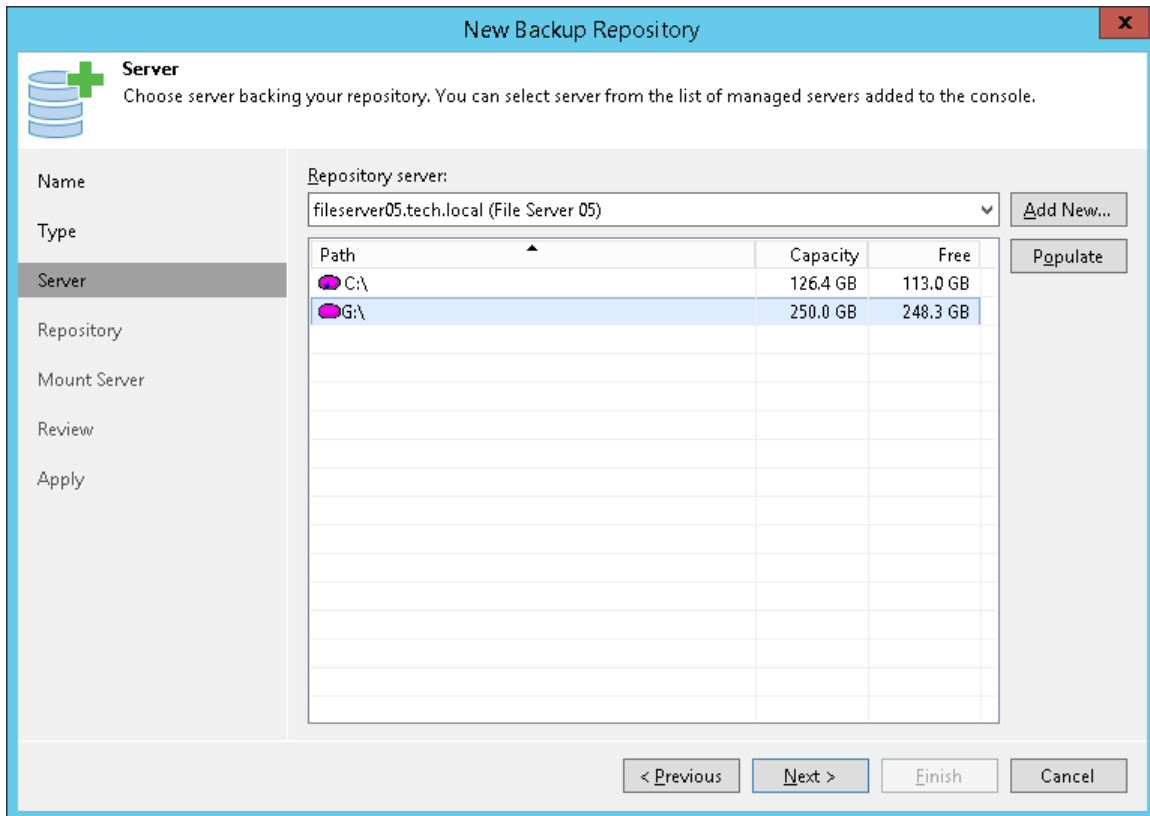 New Backup Repository
x
Server
Choose server backing your repository. You can select server from the list of managed servers added to the console.
Name
Type
Server
Repository
Mount Server
Review
Apply
Repository server:
fileserver05.tech.local (File Server 05)
Add New...
Populate
Path Capacity Free
C:\ 126.4 GB 113.0 GB
G:\ 250.0 GB 248.3 GB
< Previous Next > Finish Cancel